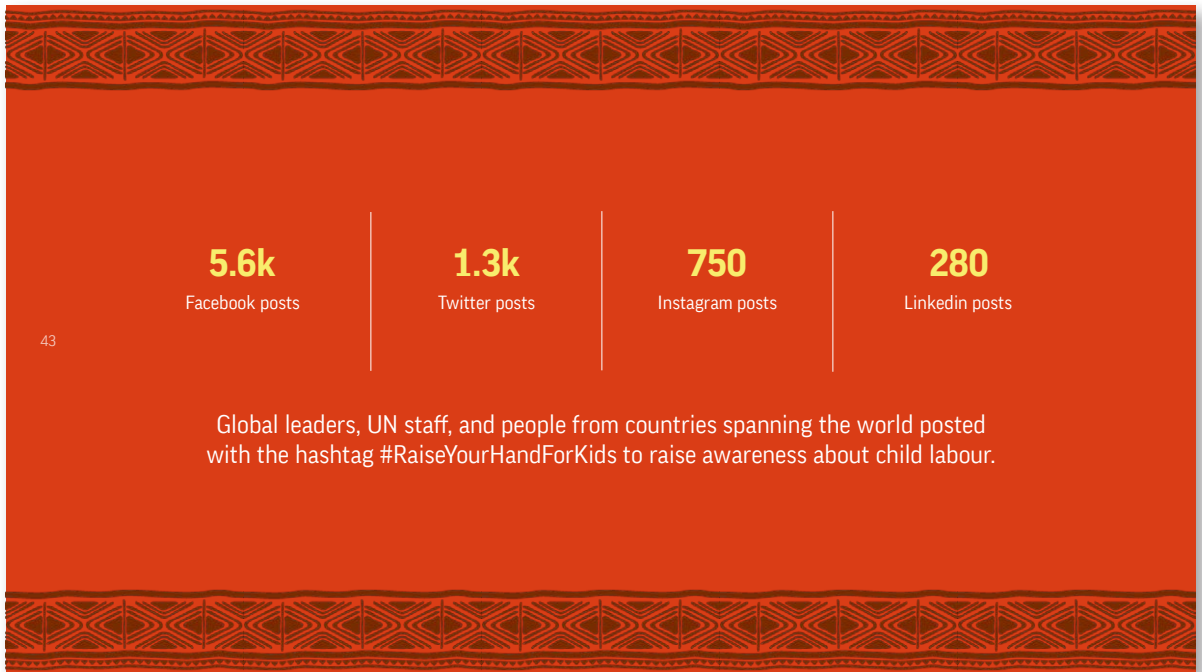 5.6k
Facebook posts
1.3k
Twitter posts
750
Instagram posts
280
Linkedin posts
43
Global leaders, UN staff, and people from countries spanning the world posted
with the hashtag #RaiseYourHandForKids to raise awareness about child labour.